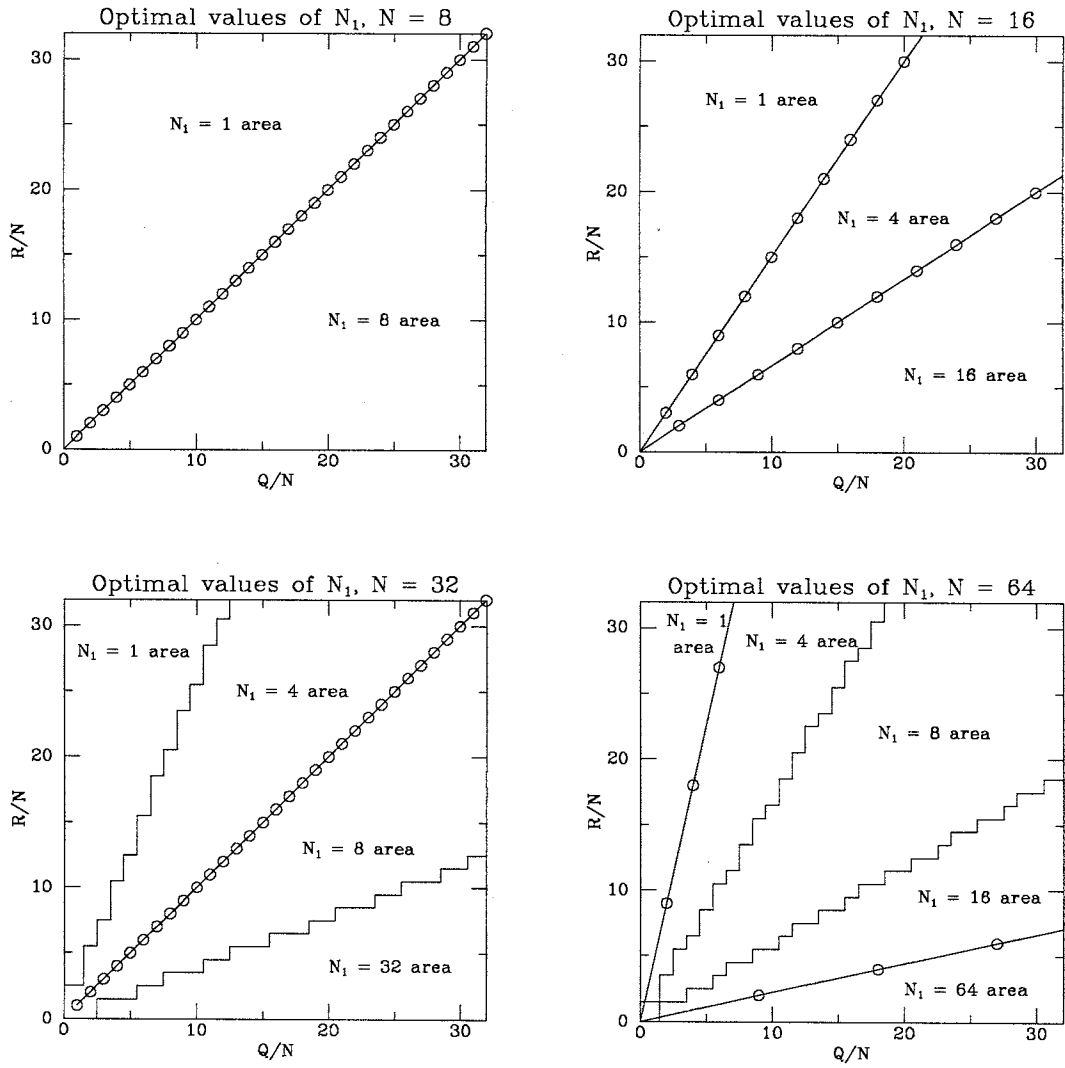 Optimal values of N₁, N = 8
30
20
10
0
R/N
N₁ = 1 area
N₁ = 8 area
0 10 20 30
Q/N
Optimal values of N₁, N = 16
30
20
10
0
R/N
N₁ = 1 area
N₁ = 4 area
N₁ = 16 area
0 10 20 30
Q/N
Optimal values of N₁, N = 32
30
20
10
0
R/N
N₁ = 1 area
N₁ = 4 area
N₁ = 8 area
N₁ = 32 area
0 10 20 30
Q/N
Optimal values of N₁, N = 64
30
20
10
0
R/N
N₁ = 1
area
N₁ = 4 area
N₁ = 8 area
N₁ = 16 area
N₁ = 64 area
0 10 20 30
Q/N